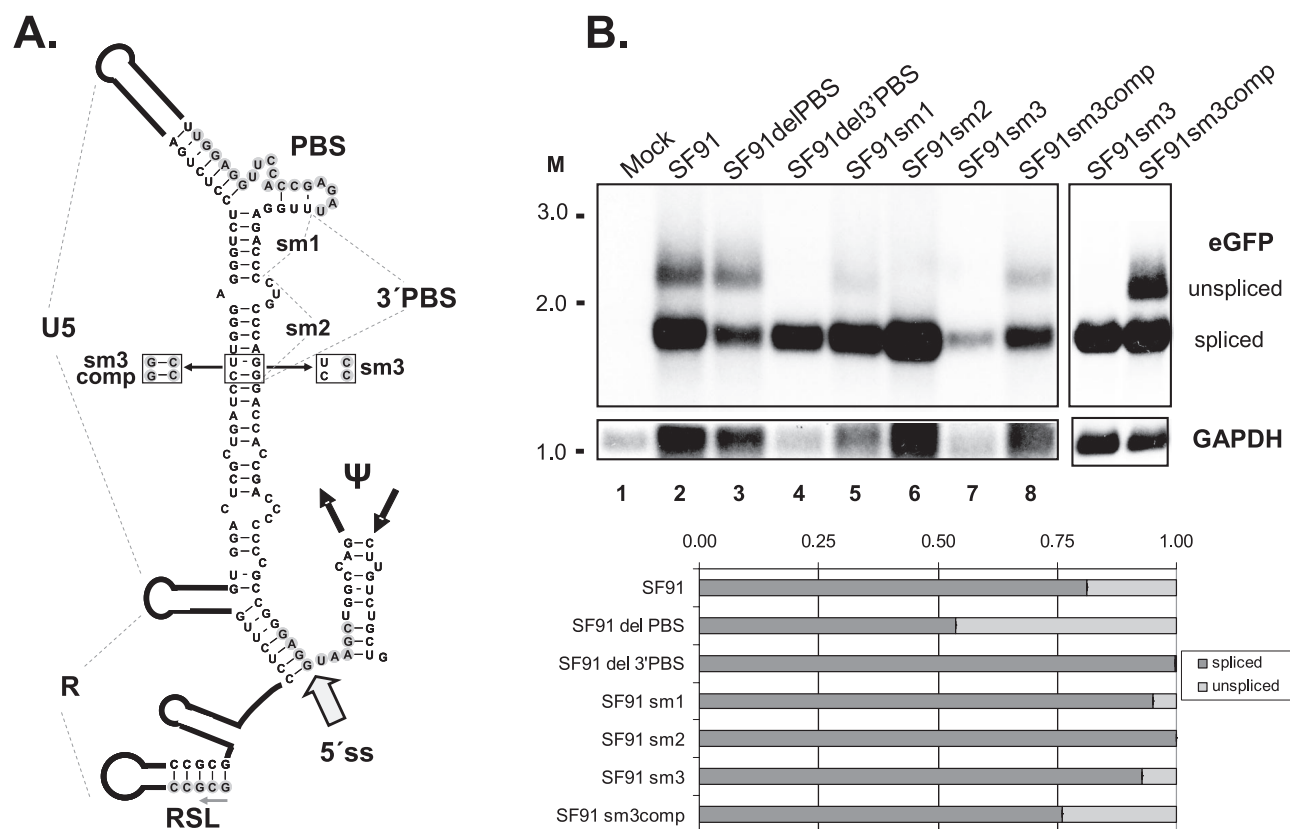 A.
B.
PBS
sm1
3´PBS
U5
sm2
sm3
comp
G-C
G-C
U C
C C
sm3
Ψ
R
5´ss
C C G C G
C C G C G
RSL
M
Mock
SF91
SF91delPBS
SF91del3'PBS
SF91sm1
SF91sm2
SF91sm3
SF91sm3comp
SF91sm3
SF91sm3comp
3.0
2.0
1.0
eGFP
unspliced
spliced
GAPDH
1 2 3 4 5 6 7 8
0.00 0.25 0.50 0.75 1.00
SF91
SF91 del PBS
SF91 del 3'PBS
SF91 sm1
SF91 sm2
SF91 sm3
SF91 sm3comp
spliced
unspliced